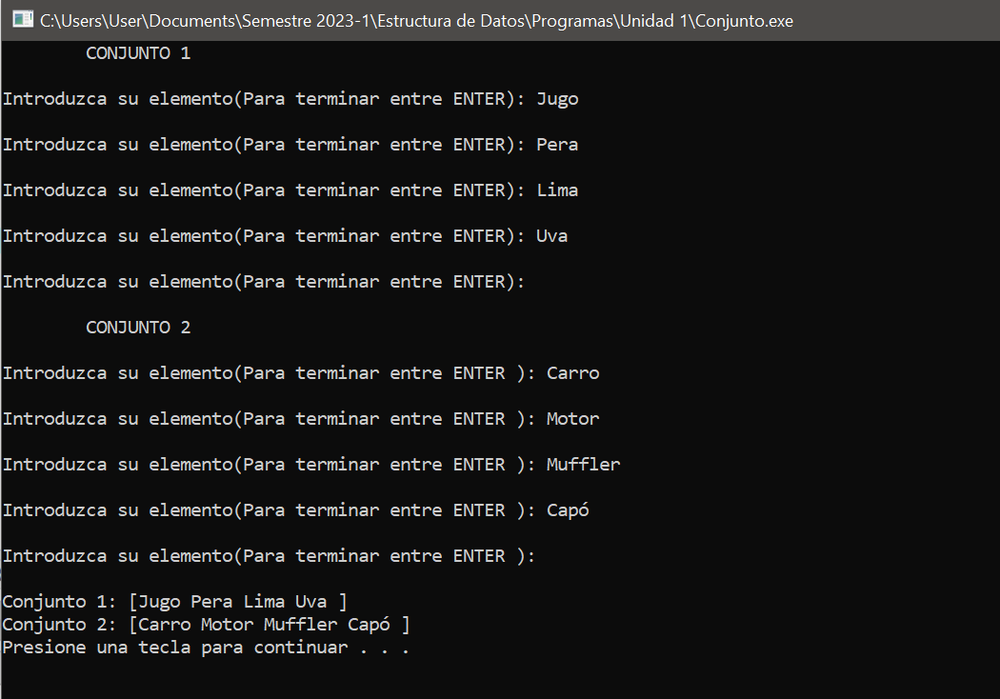 C:\Users\User\Documents\Semestre 2023-1\Estructura de Datos\Programas\Unidad 1\Conjunto.exe
CONJUNTO 1
Introduzca su elemento(Para terminar entre ENTER): Jugo
Introduzca su elemento(Para terminar entre ENTER): Pera
Introduzca su elemento(Para terminar entre ENTER): Lima
Introduzca su elemento(Para terminar entre ENTER): Uva
Introduzca su elemento(Para terminar entre ENTER):
CONJUNTO 2
Introduzca su elemento(Para terminar entre ENTER ): Carro
Introduzca su elemento(Para terminar entre ENTER ): Motor
Introduzca su elemento(Para terminar entre ENTER ): Muffler
Introduzca su elemento(Para terminar entre ENTER ): Capó
Introduzca su elemento(Para terminar entre ENTER ):
Conjunto 1: [Jugo Pera Lima Uva ]
Conjunto 2: [Carro Motor Muffler Capó ]
Presione una tecla para continuar . . .